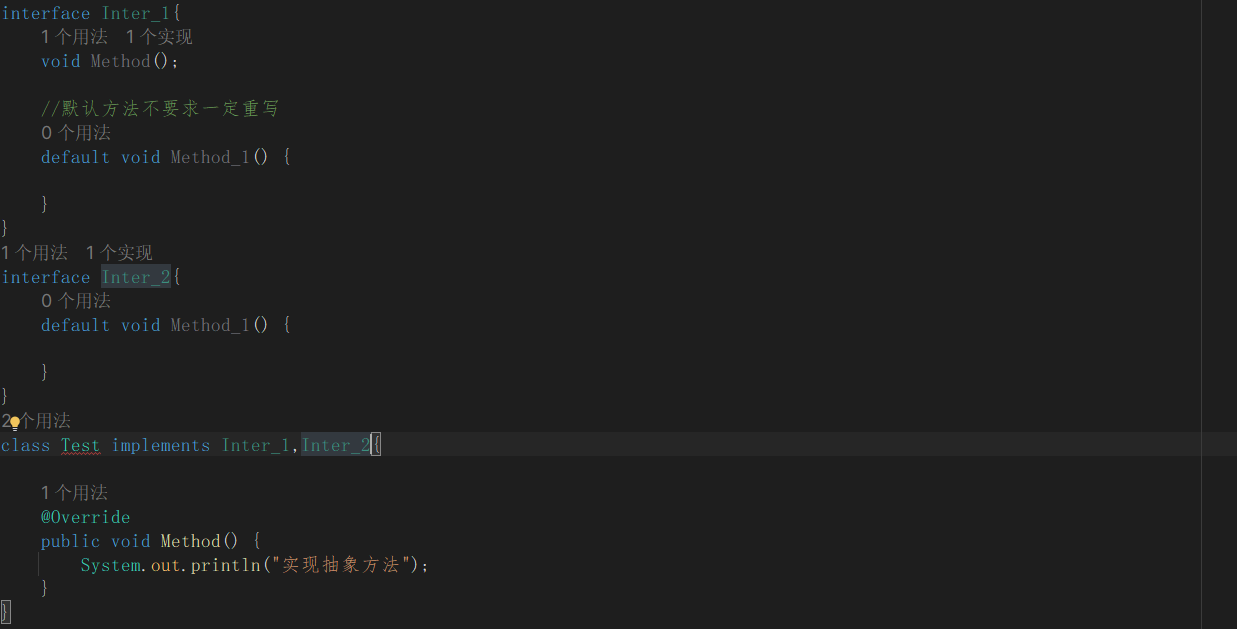 interface Inter_1{
1个用法 1个实现
void Method();
//默认方法不要求一定重写
0个用法
default void Method_1() {
}
}
1个用法 1个实现
interface Inter_2{
0个用法
default void Method_1() {
}
}
2个用法
class Test implements Inter_1,Inter_2{
1个用法
@Override
public void Method() {
System.out.println("实现抽象方法");
}
}